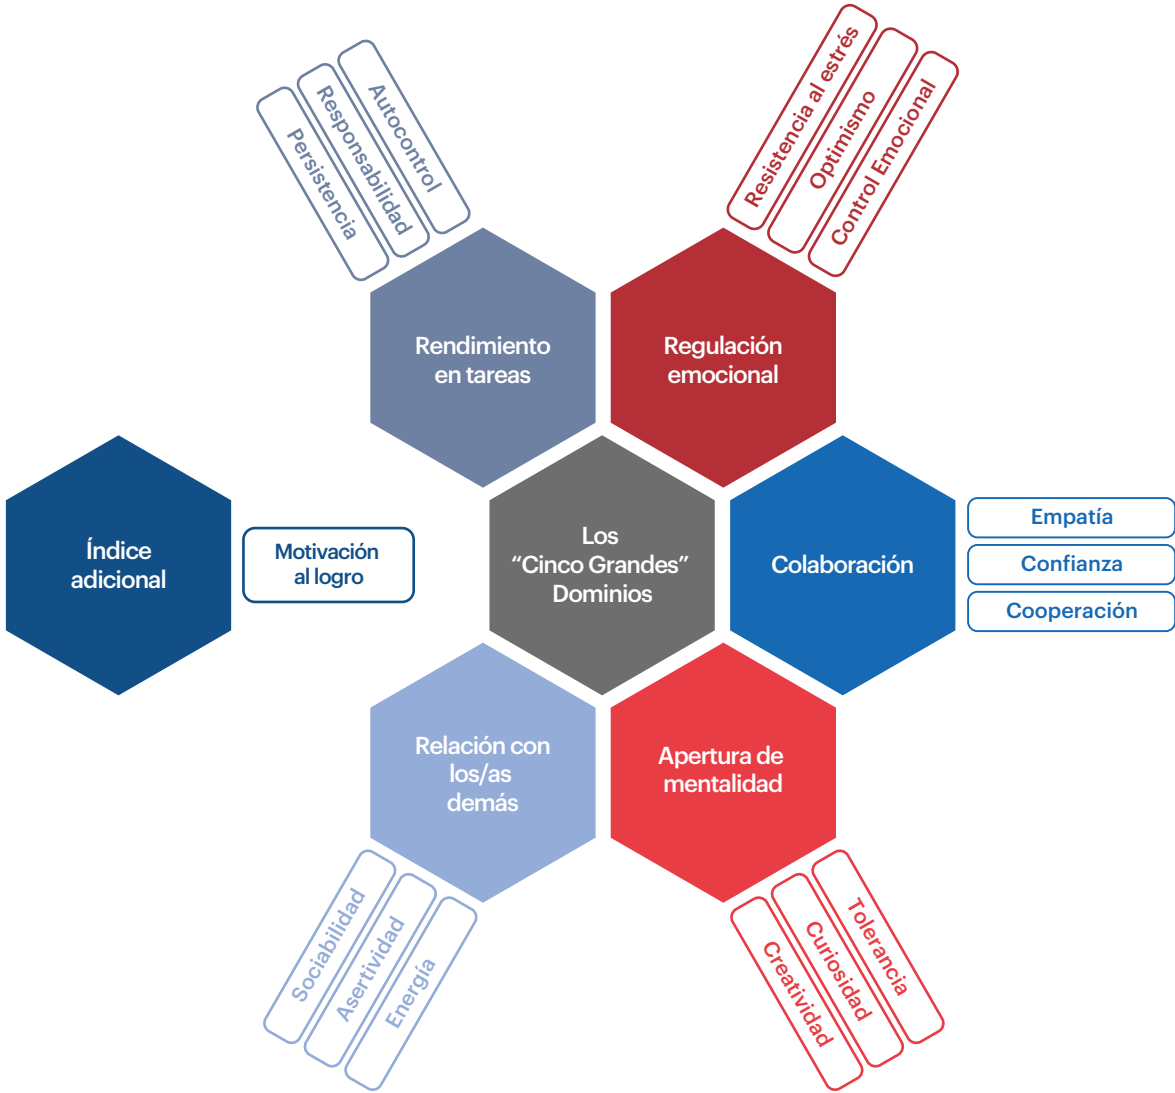 Persistencia
Responsabilidad
Autocontrol
Resistencia al estrés
Optimismo
Control Emocional
Rendimiento
en tareas
Regulación
emocional
Índice
adicional
Motivación
al logro
Los
“Cinco Grandes”
Dominios
Colaboración
Empatía
Confianza
Cooperación
Relación con
los/as
demás
Apertura de
mentalidad
Sociabilidad
Asertividad
Energía
Creatividad
Curiosidad
Tolerancia